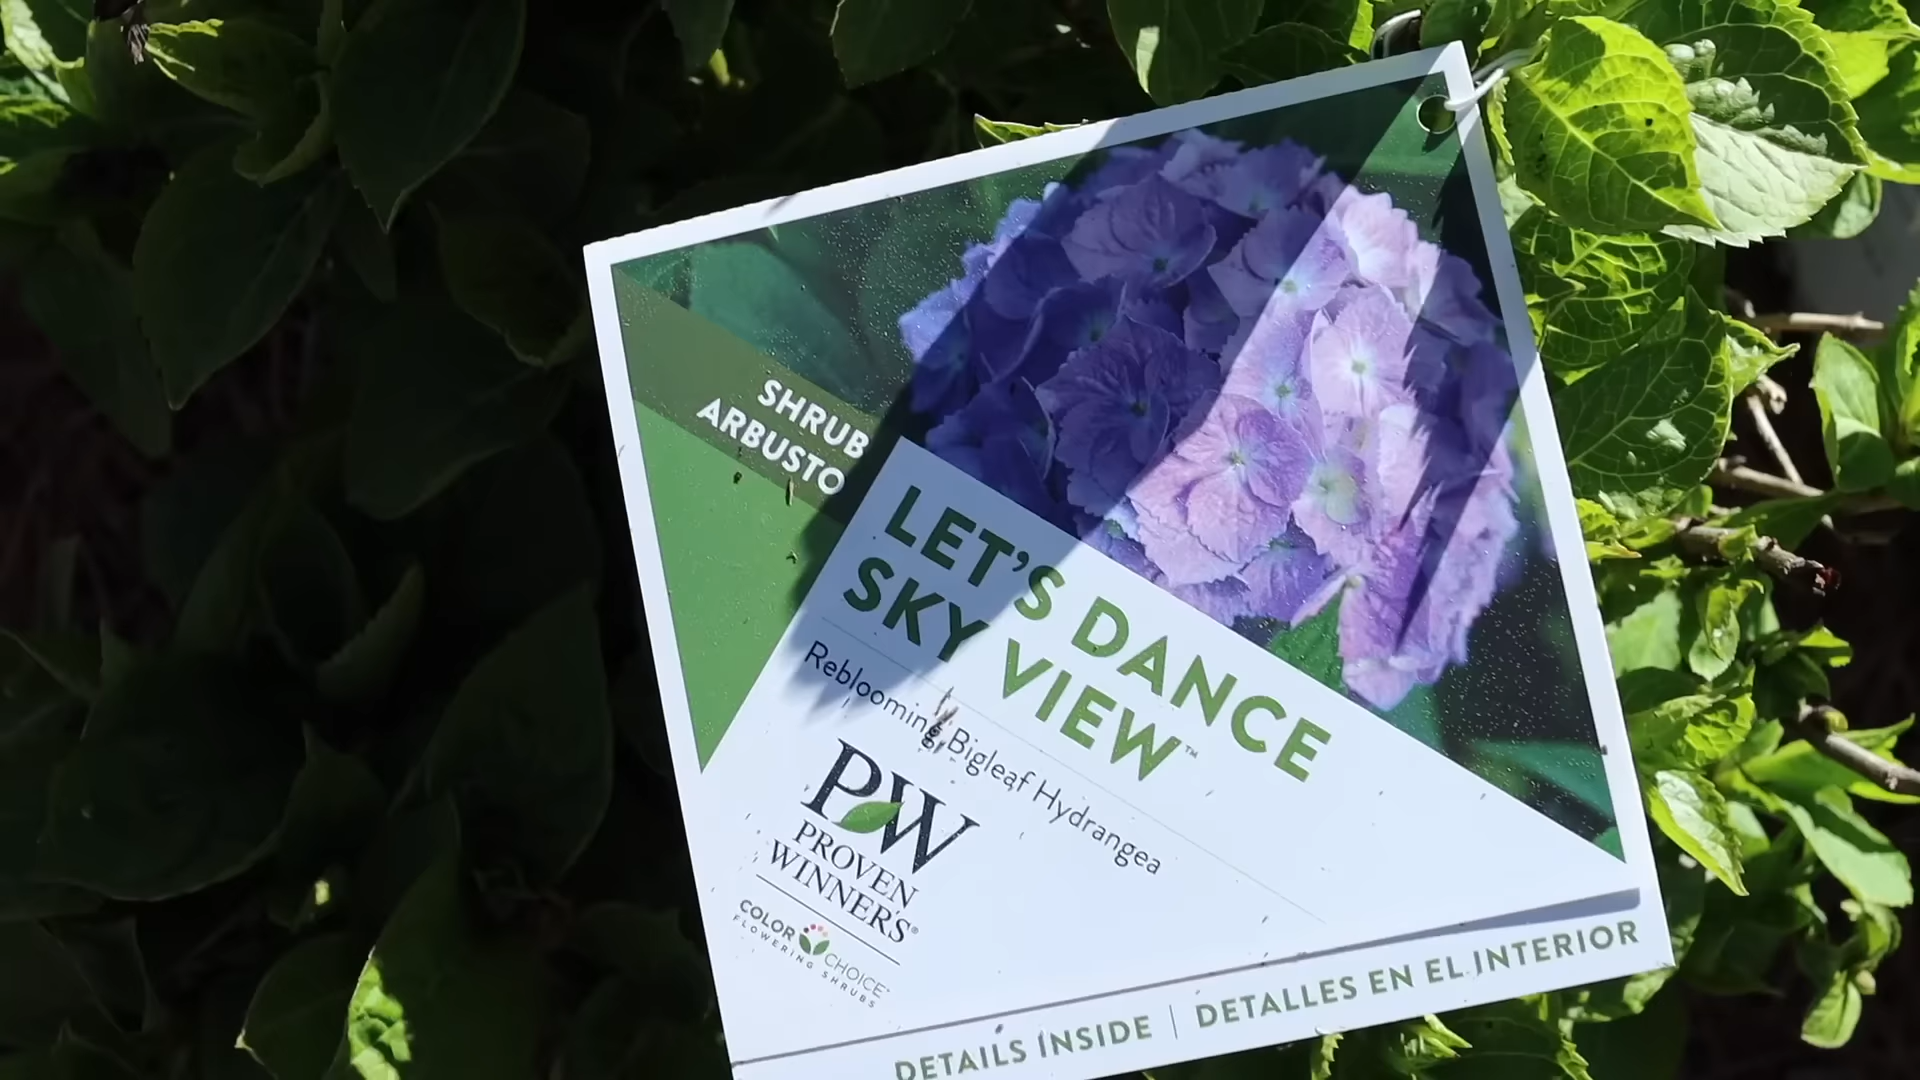 SHRUB
ARBUSTO
LET'S DANCE
SKY VIEW™
Reblooming Bigleaf Hydrangea
PW
PROVEN
WINNERS®
COLOR CHOICE®
FLOWERING SHRUBS
DETAILS INSIDE | DETALLES EN EL INTERIOR